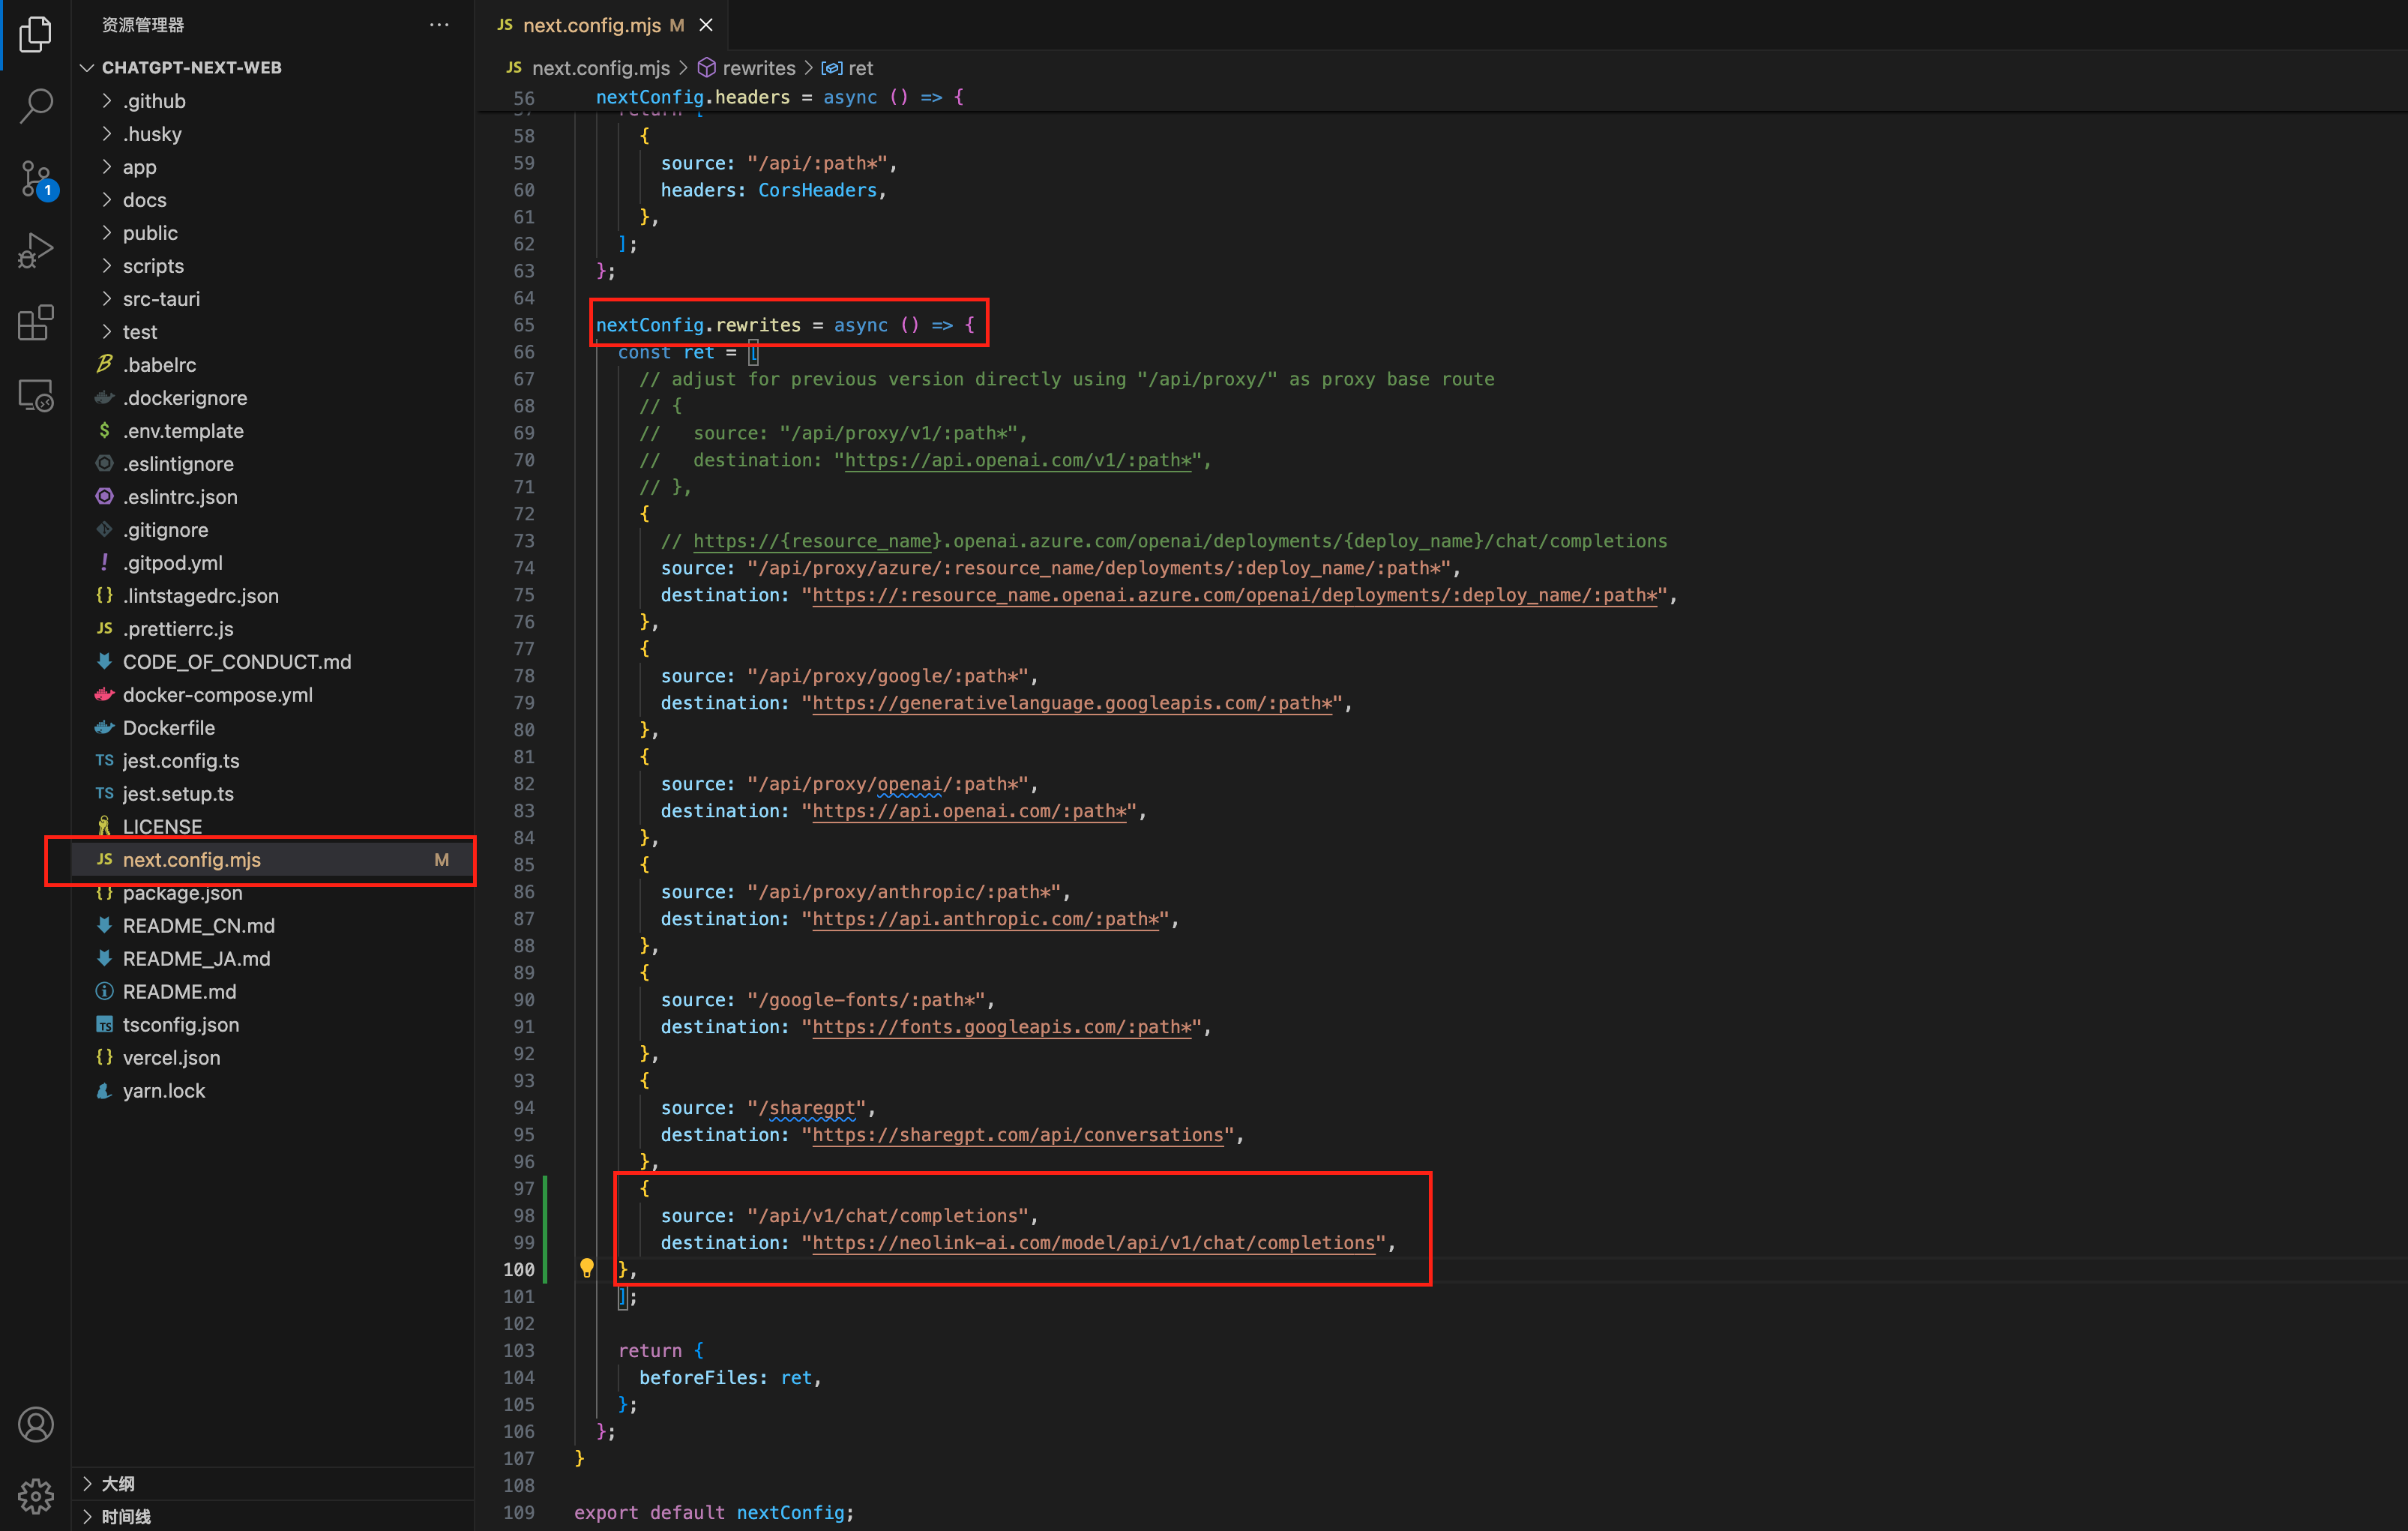 资源管理器
CHATGPT-NEXT-WEB
.github
.husky
app
docs
public
scripts
src-tauri
test
.babelrc
.dockerignore
.env.template
.eslintignore
.eslintrc.json
.gitignore
.gitpod.yml
.lintstagedrc.json
.prettierrc.js
CODE_OF_CONDUCT.md
docker-compose.yml
Dockerfile
jest.config.ts
jest.setup.ts
LICENSE
next.config.mjs M
package.json
README_CN.md
README_JA.md
README.md
tsconfig.json
vercel.json
yarn.lock
大纲
时间线
1
JS next.config.mjs M
JS next.config.mjs > rewrites > ret
56 nextConfig.headers = async () => {
57 return [
58 {
59 source: "/api/:path*",
60 headers: CorsHeaders,
61 },
62 ];
63 };
64
65 nextConfig.rewrites = async () => {
66 const ret = [
67 // adjust for previous version directly using "/api/proxy/" as proxy base route
68 // {
69 // source: "/api/proxy/v1/:path*",
70 // destination: "https://api.openai.com/v1/:path*",
71 // },
72 {
73 // https://{resource_name}.openai.azure.com/openai/deployments/{deploy_name}/chat/completions
74 source: "/api/proxy/azure/:resource_name/deployments/:deploy_name/:path*",
75 destination: "https://:resource_name.openai.azure.com/openai/deployments/:deploy_name/:path*",
76 },
77 {
78 source: "/api/proxy/google/:path*",
79 destination: "https://generativelanguage.googleapis.com/:path*",
80 },
81 {
82 source: "/api/proxy/openai/:path*",
83 destination: "https://api.openai.com/:path*",
84 },
85 {
86 source: "/api/proxy/anthropic/:path*",
87 destination: "https://api.anthropic.com/:path*",
88 },
89 {
90 source: "/google-fonts/:path*",
91 destination: "https://fonts.googleapis.com/:path*",
92 },
93 {
94 source: "/sharegpt",
95 destination: "https://sharegpt.com/api/conversations",
96 },
97 {
98 source: "/api/v1/chat/completions",
99 destination: "https://neolink-ai.com/model/api/v1/chat/completions",
100 },
101 ];
102
103 return {
104 beforeFiles: ret,
105 };
106 };
107 }
108
109 export default nextConfig;